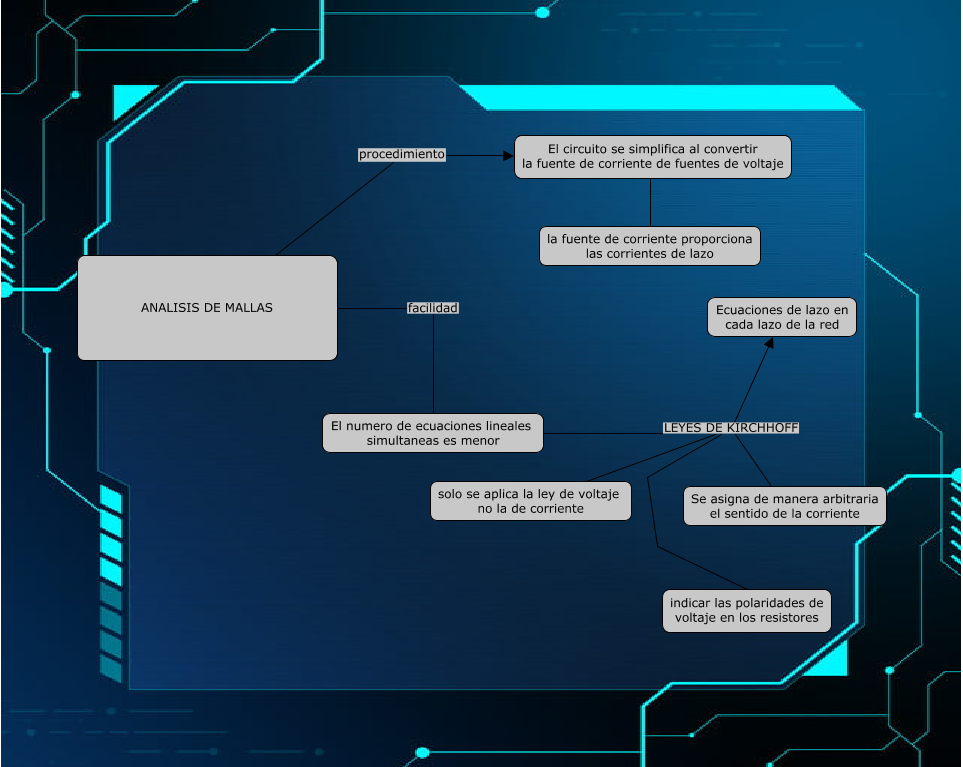 procedimiento
El circuito se simplifica al convertir
la fuente de corriente de fuentes de voltaje
la fuente de corriente proporciona
las corrientes de lazo
ANALISIS DE MALLAS
facilidad
Ecuaciones de lazo en
cada lazo de la red
El numero de ecuaciones lineales
simultaneas es menor
LEYES DE KIRCHHOFF
solo se aplica la ley de voltaje
no la de corriente
Se asigna de manera arbitraria
el sentido de la corriente
indicar las polaridades de
voltaje en los resistores